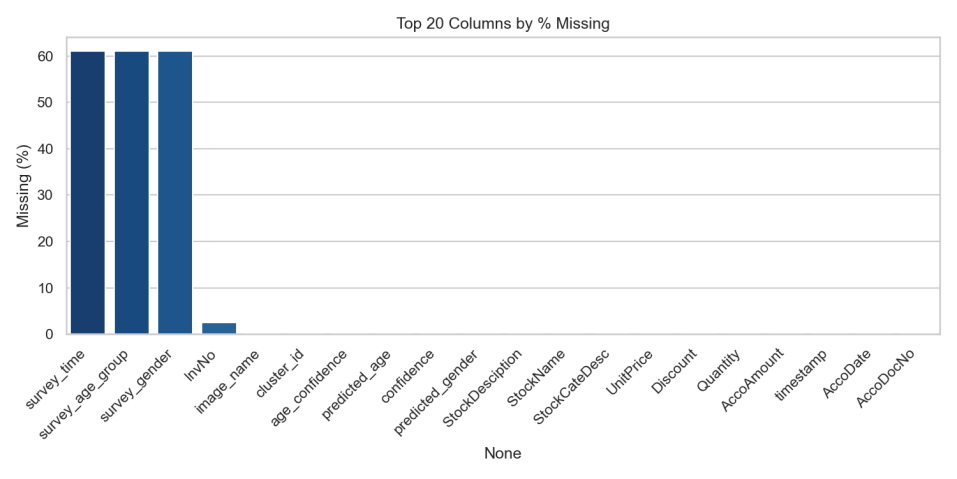 Top 20 Columns by % Missing
Missing (%)
60
50
40
30
20
10
0
survey_time
survey_age_group
survey_gender
InvNo
image_name
cluster_id
age_confidence
predicted_age
confidence
predicted_gender
StockDesciption
StockName
StockCateDesc
UnitPrice
Discount
Quantity
AccoAmount
timestamp
AccoDate
AccoDocNo
None